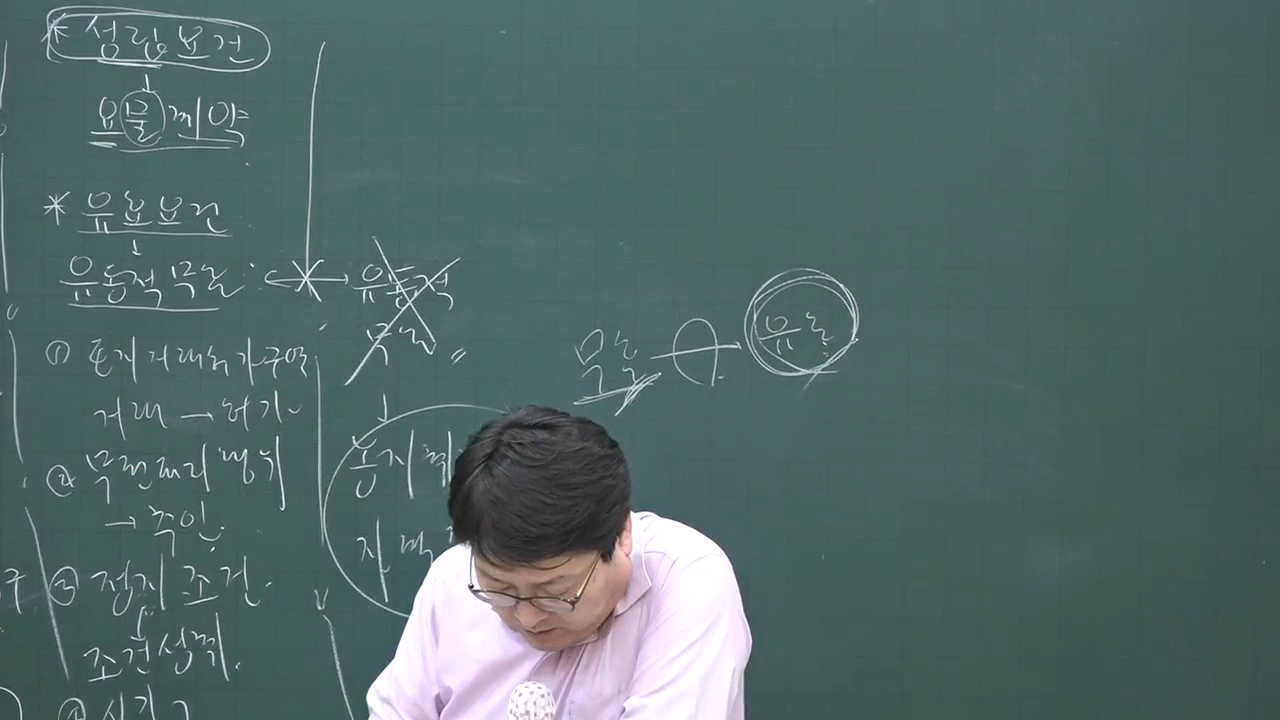 * 성립요건
↓
요물계약
* 유효요건
↓
유동적무효
① 토지거래허가구역
거래 → 허가
② 무권대리행위
→ 추인
③ 정지조건
↓
조건성취
④ 시기
유동적
무효
↓
무효
유효